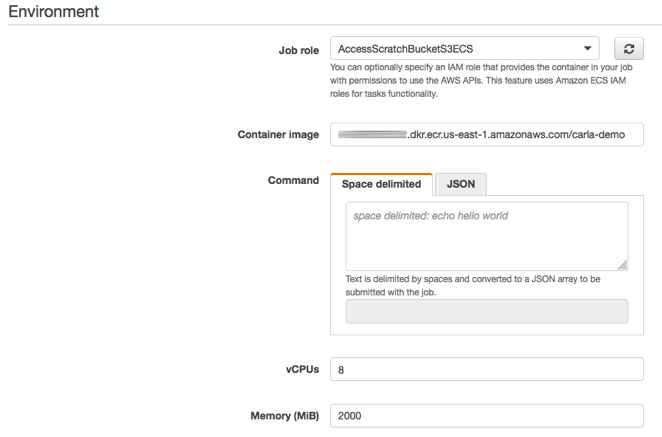 Environment
Job role
AccessScratchBucketS3ECS
You can optionally specify an IAM role that provides the container in your job
with permissions to use the AWS APIs. This feature uses Amazon ECS IAM
roles for tasks functionality.
Container image
.dkr.ecr.us-east-1.amazonaws.com/carla-demo
Command
Space delimited
JSON
space delimited: echo hello world
Text is delimited by spaces and converted to a JSON array to be
submitted with the job.
vCPUs
8
Memory (MiB)
2000